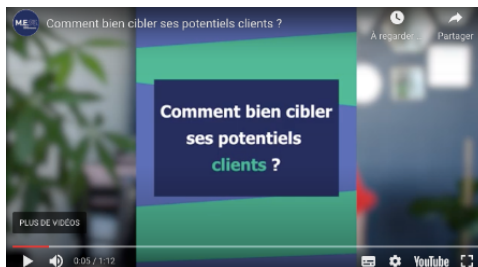 Comment bien cibler ses potentiels clients ?
À regarder ...
Partager
Comment bien cibler
ses potentiels
clients ?
PLUS DE VIDÉOS
0:05 / 1:12
YouTube